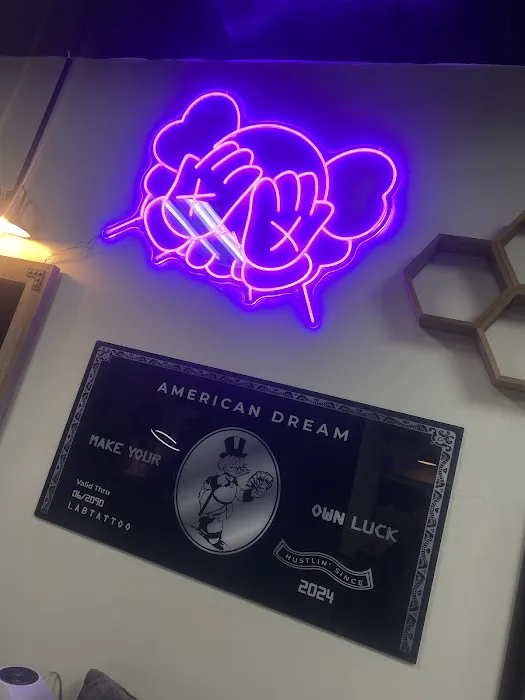 AMERICAN DREAM
MAKE YOUR
OWN LUCK
Valid Thru
06/2090
LABTATTOO
HUSTLIN' SINCE
2024